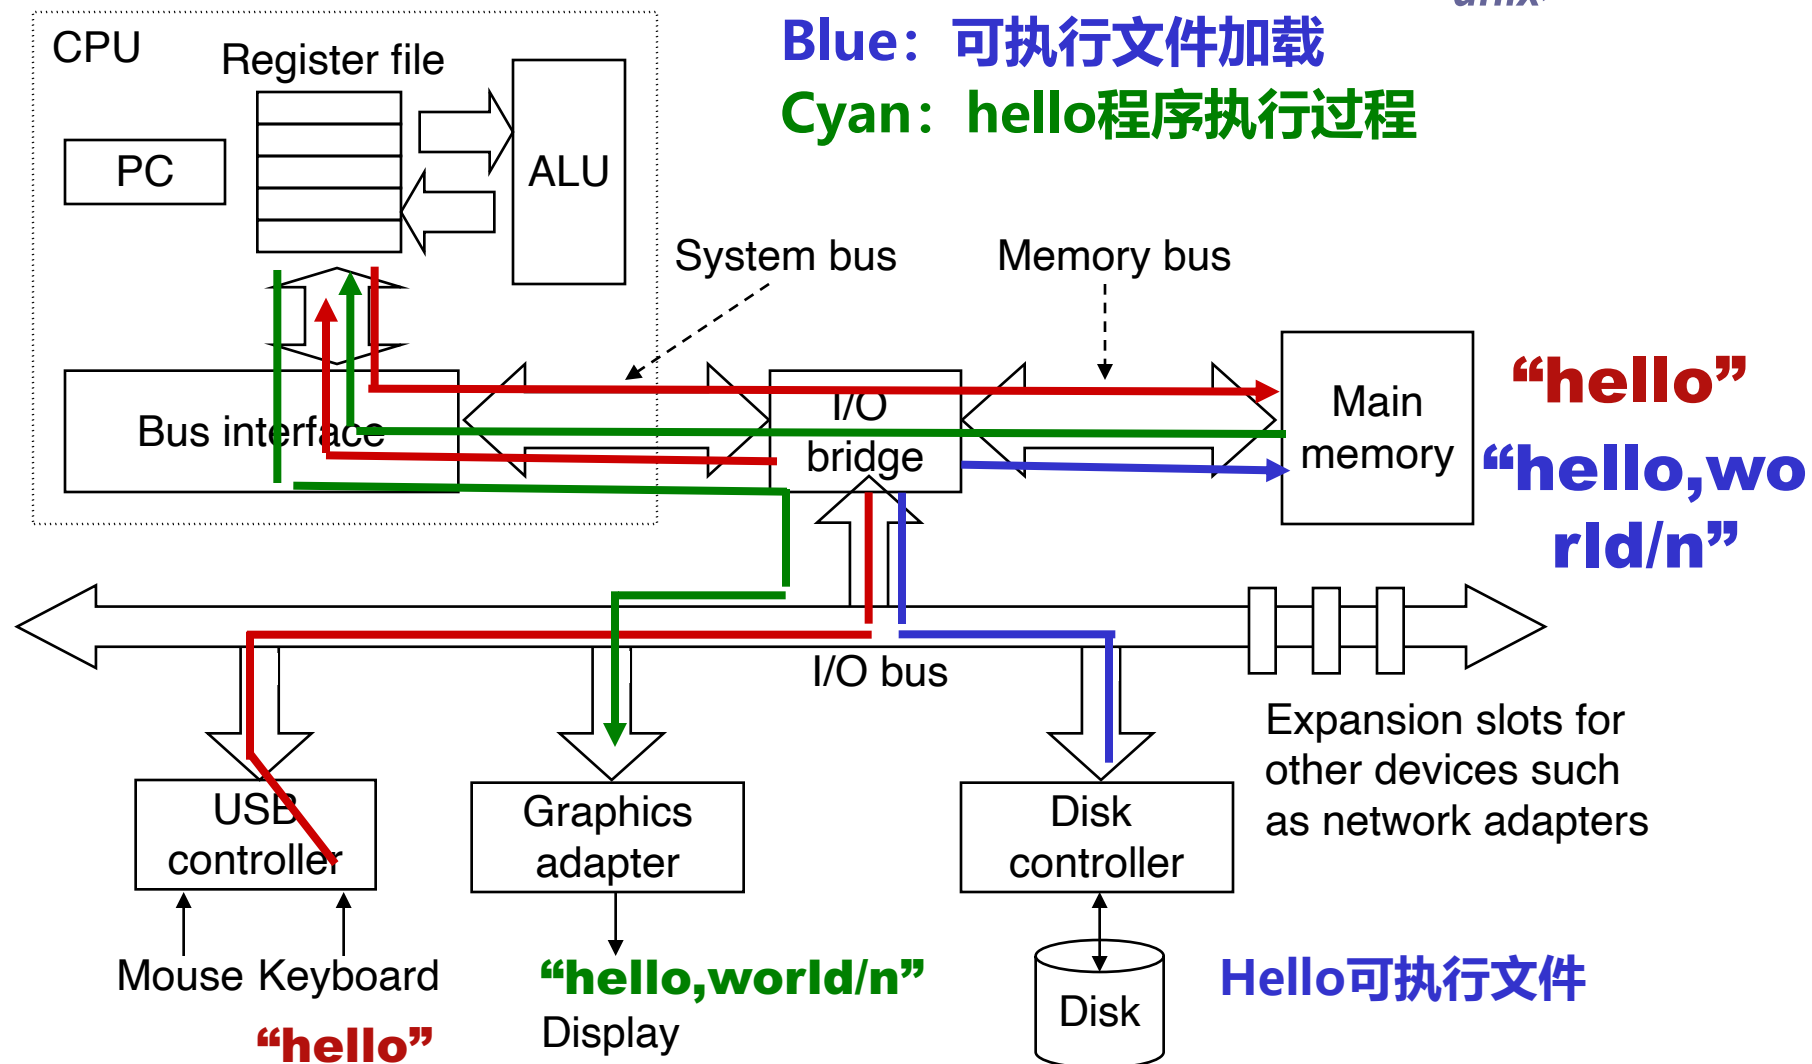 Blue：可执行文件加载
Cyan：hello程序执行过程
CPU
Register file
PC
ALU
System bus
Memory bus
Bus interface
I/O
bridge
Main
memory
“hello”
“hello,wo
rld/n”
I/O bus
Expansion slots for
other devices such
as network adapters
USB
controller
Graphics
adapter
Disk
controller
Mouse Keyboard
“hello”
“hello,world/n”
Display
Disk
Hello可执行文件